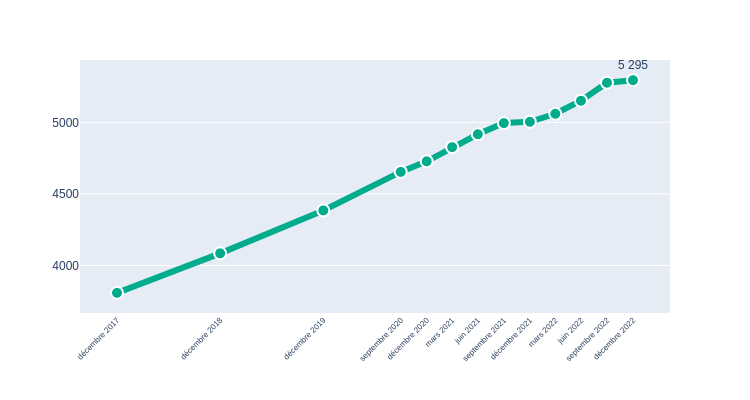 5 295
5000
4500
4000
décembre 2017
décembre 2018
décembre 2019
septembre 2020
décembre 2020
mars 2021
juin 2021
septembre 2021
décembre 2021
mars 2022
juin 2022
septembre 2022
décembre 2022